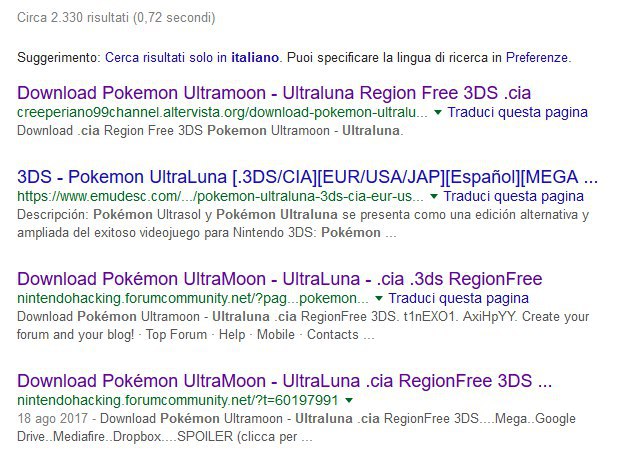 Circa 2.330 risultati (0,72 secondi)
Suggerimento: Cerca risultati solo in italiano. Puoi specificare la lingua di ricerca in Preferenze.
Download Pokemon Ultramoon - Ultraluna Region Free 3DS .cia
creeperiano99channel.altervista.org/download-pokemon-ultralu... ▼ Traduci questa pagina
Download .cia Region Free 3DS Pokemon Ultramoon - Ultraluna.
3DS - Pokemon UltraLuna [.3DS/CIA][EUR/USA/JAP][Español][MEGA ...
https://www.emudesc.com/.../pokemon-ultraluna-3ds-cia-eur-us... ▼ Traduci questa pagina
Descripción: Pokémon Ultrasol y Pokémon Ultraluna se presenta como una edición alternativa y
ampliada del exitoso videojuego para Nintendo 3DS: Pokémon ...
Download Pokémon UltraMoon - UltraLuna - .cia .3ds RegionFree
nintendohacking.forumcommunity.net/?pag...pokemon... ▼ Traduci questa pagina
Download Pokémon Ultramoon - Ultraluna .cia RegionFree 3DS. t1nEXO1. AxiHpYY. Create your
forum and your blog! · Top Forum · Help · Mobile · Contacts ...
Download Pokémon UltraMoon - UltraLuna .cia RegionFree 3DS ...
nintendohacking.forumcommunity.net/?t=60197991 ▼
18 ago 2017 - Download Pokémon Ultramoon - Ultraluna .cia RegionFree 3DS....Mega..Google
Drive..Mediafire..Dropbox....SPOILER (clicca per ...